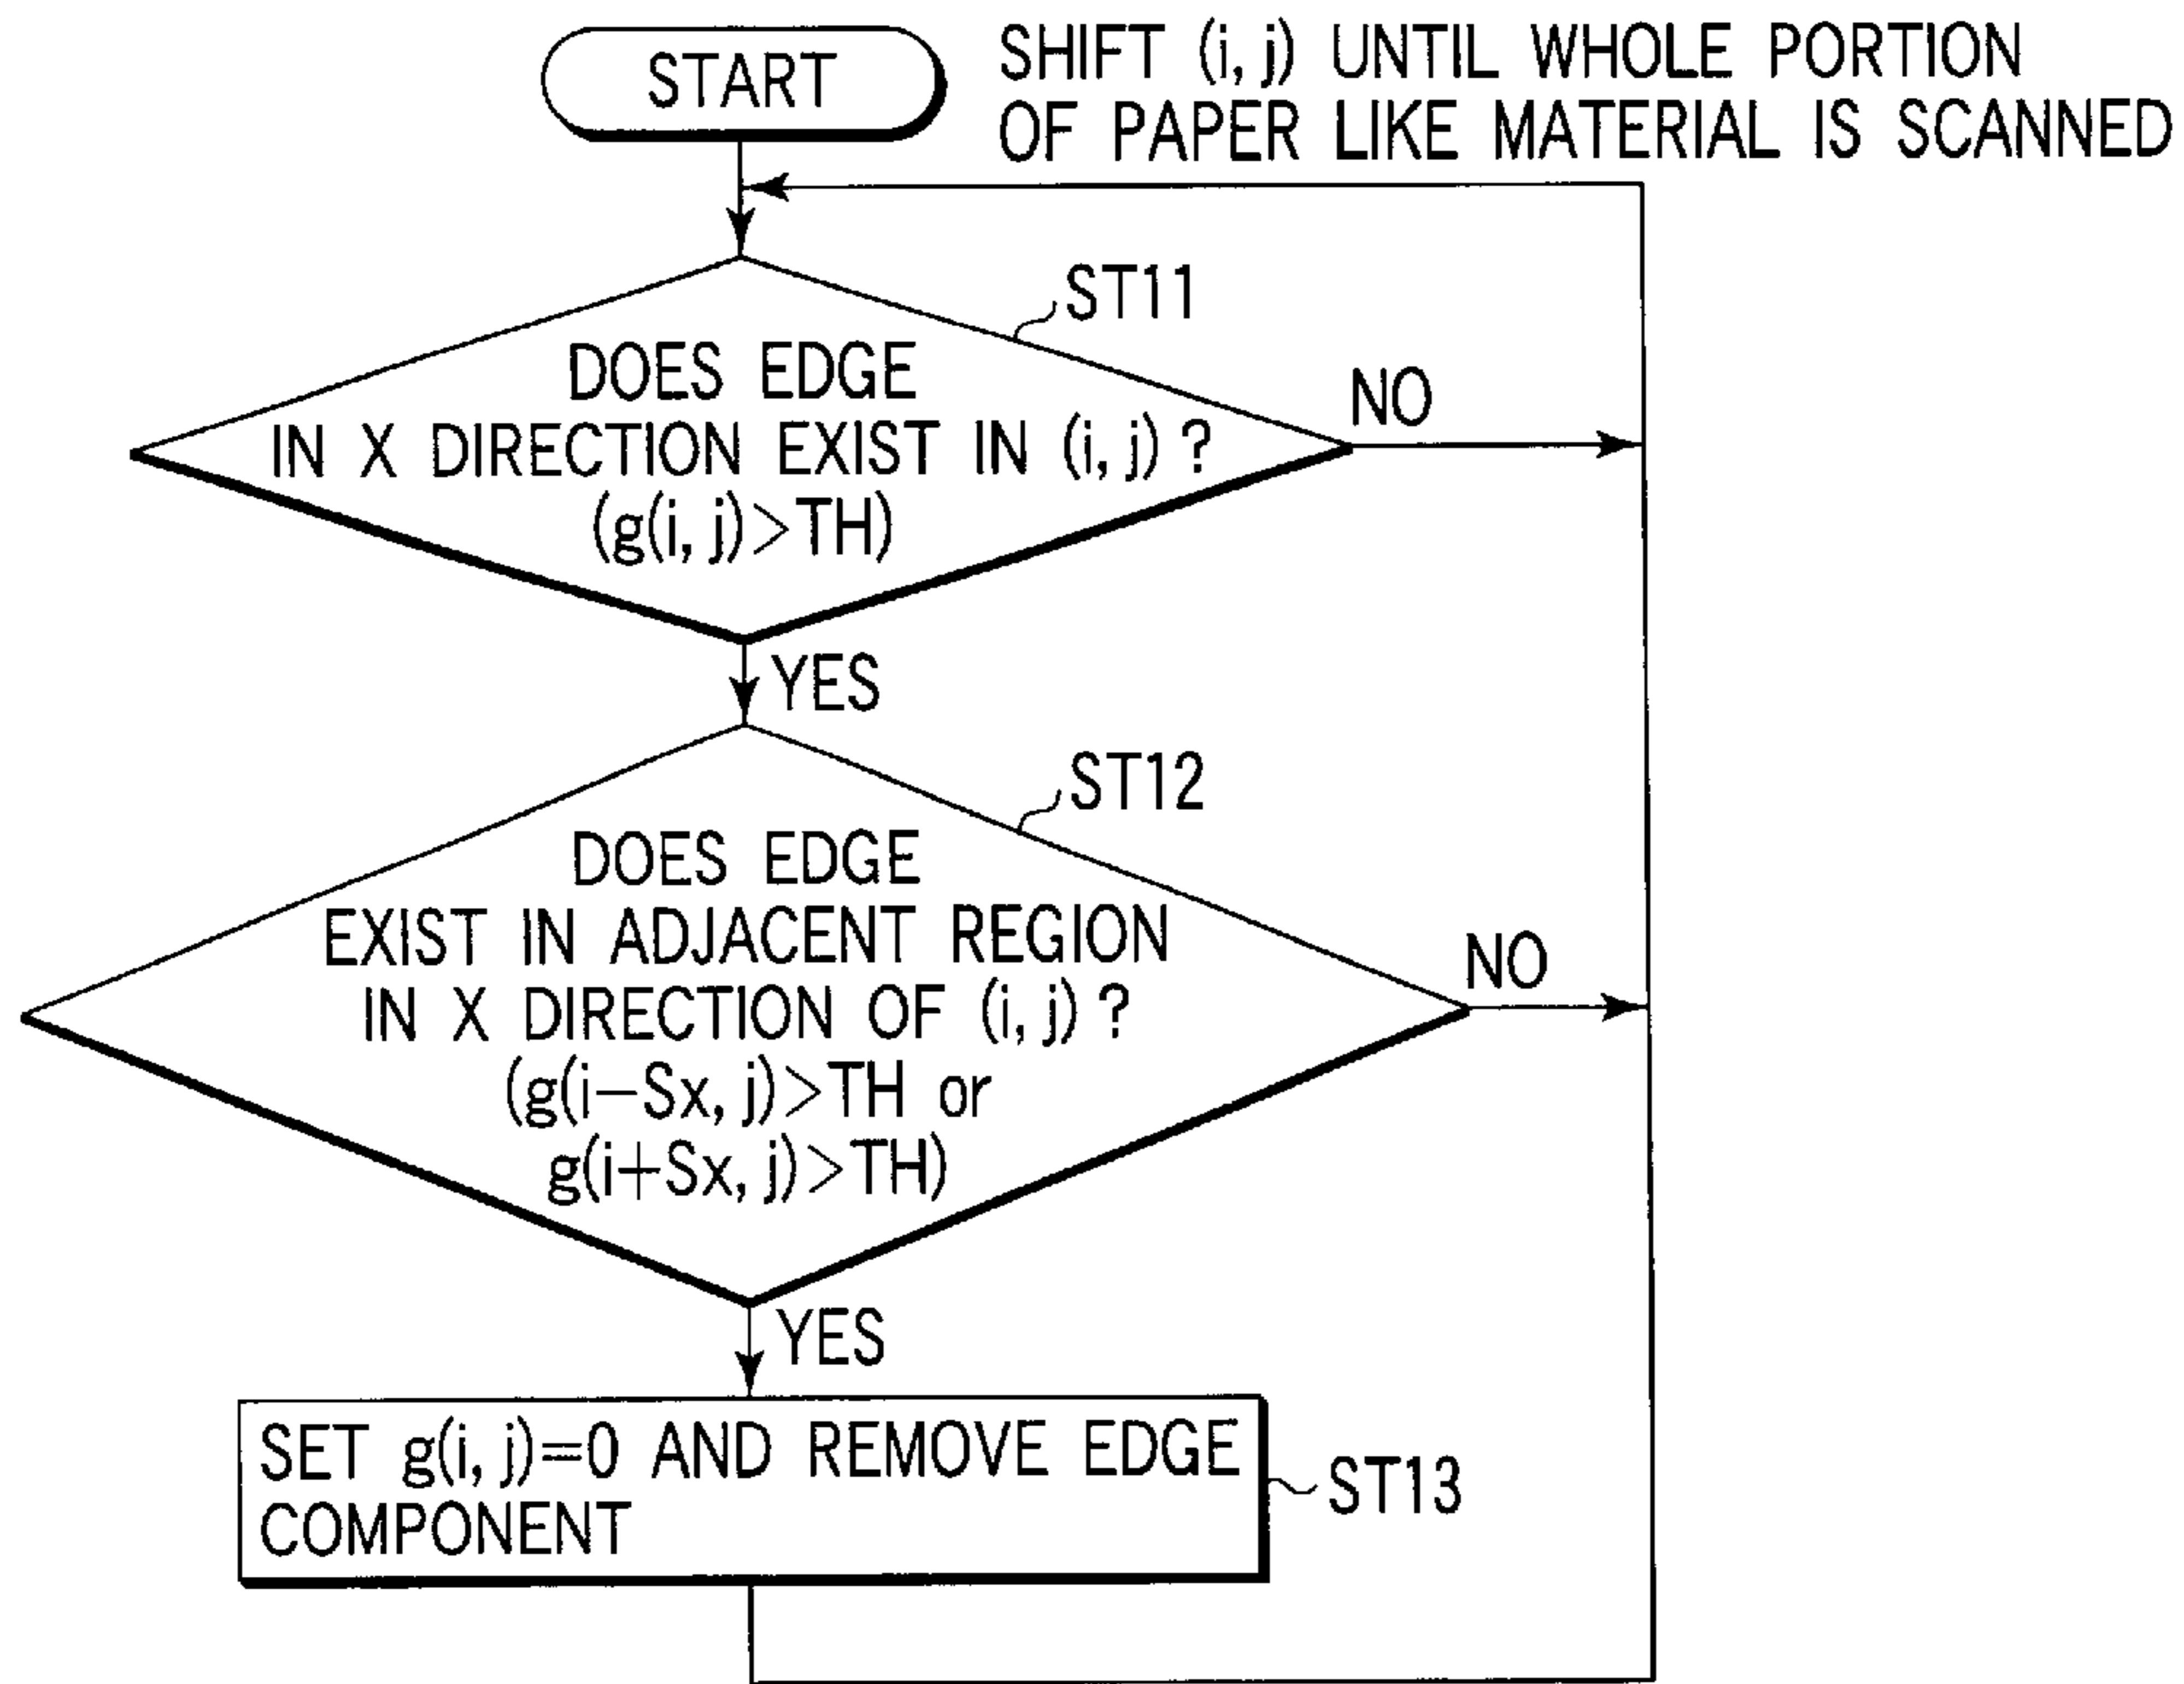 START
SHIFT (i, j) UNTIL WHOLE PORTION
OF PAPER LIKE MATERIAL IS SCANNED
ST11
DOES EDGE
IN X DIRECTION EXIST IN (i, j) ?
(g(i, j)>TH)
NO
YES
ST12
DOES EDGE
EXIST IN ADJACENT REGION
IN X DIRECTION OF (i, j) ?
(g(i−Sx, j)>TH or
g(i+Sx, j)>TH)
NO
YES
SET g(i, j)=0 AND REMOVE EDGE
COMPONENT
ST13